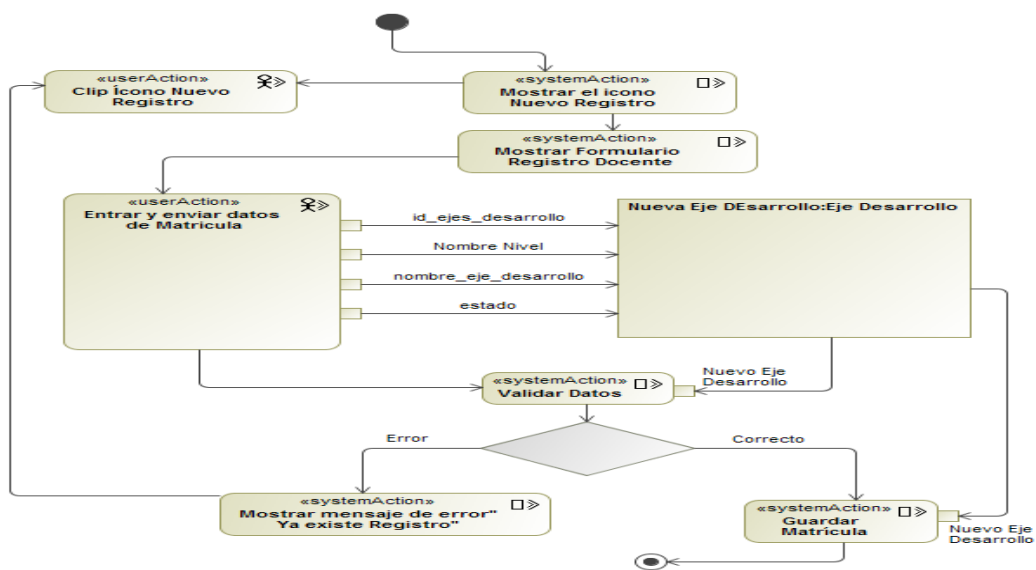 «userAction»
Clip Ícono Nuevo
Registro
«systemAction»
Mostrar el icono
Nuevo Registro
«systemAction»
Mostrar Formulario
Registro Docente
«userAction»
Entrar y enviar datos
de Matrícula
id_ejes_desarrollo
Nombre Nivel
nombre_eje_desarrollo
estado
Nueva Eje DEsarrollo:Eje Desarrollo
«systemAction»
Validar Datos
Nuevo Eje
Desarrollo
Error
Correcto
«systemAction»
Mostrar mensaje de error"
Ya existe Registro"
«systemAction»
Guardar
Matrícula
Nuevo Eje
Desarrollo